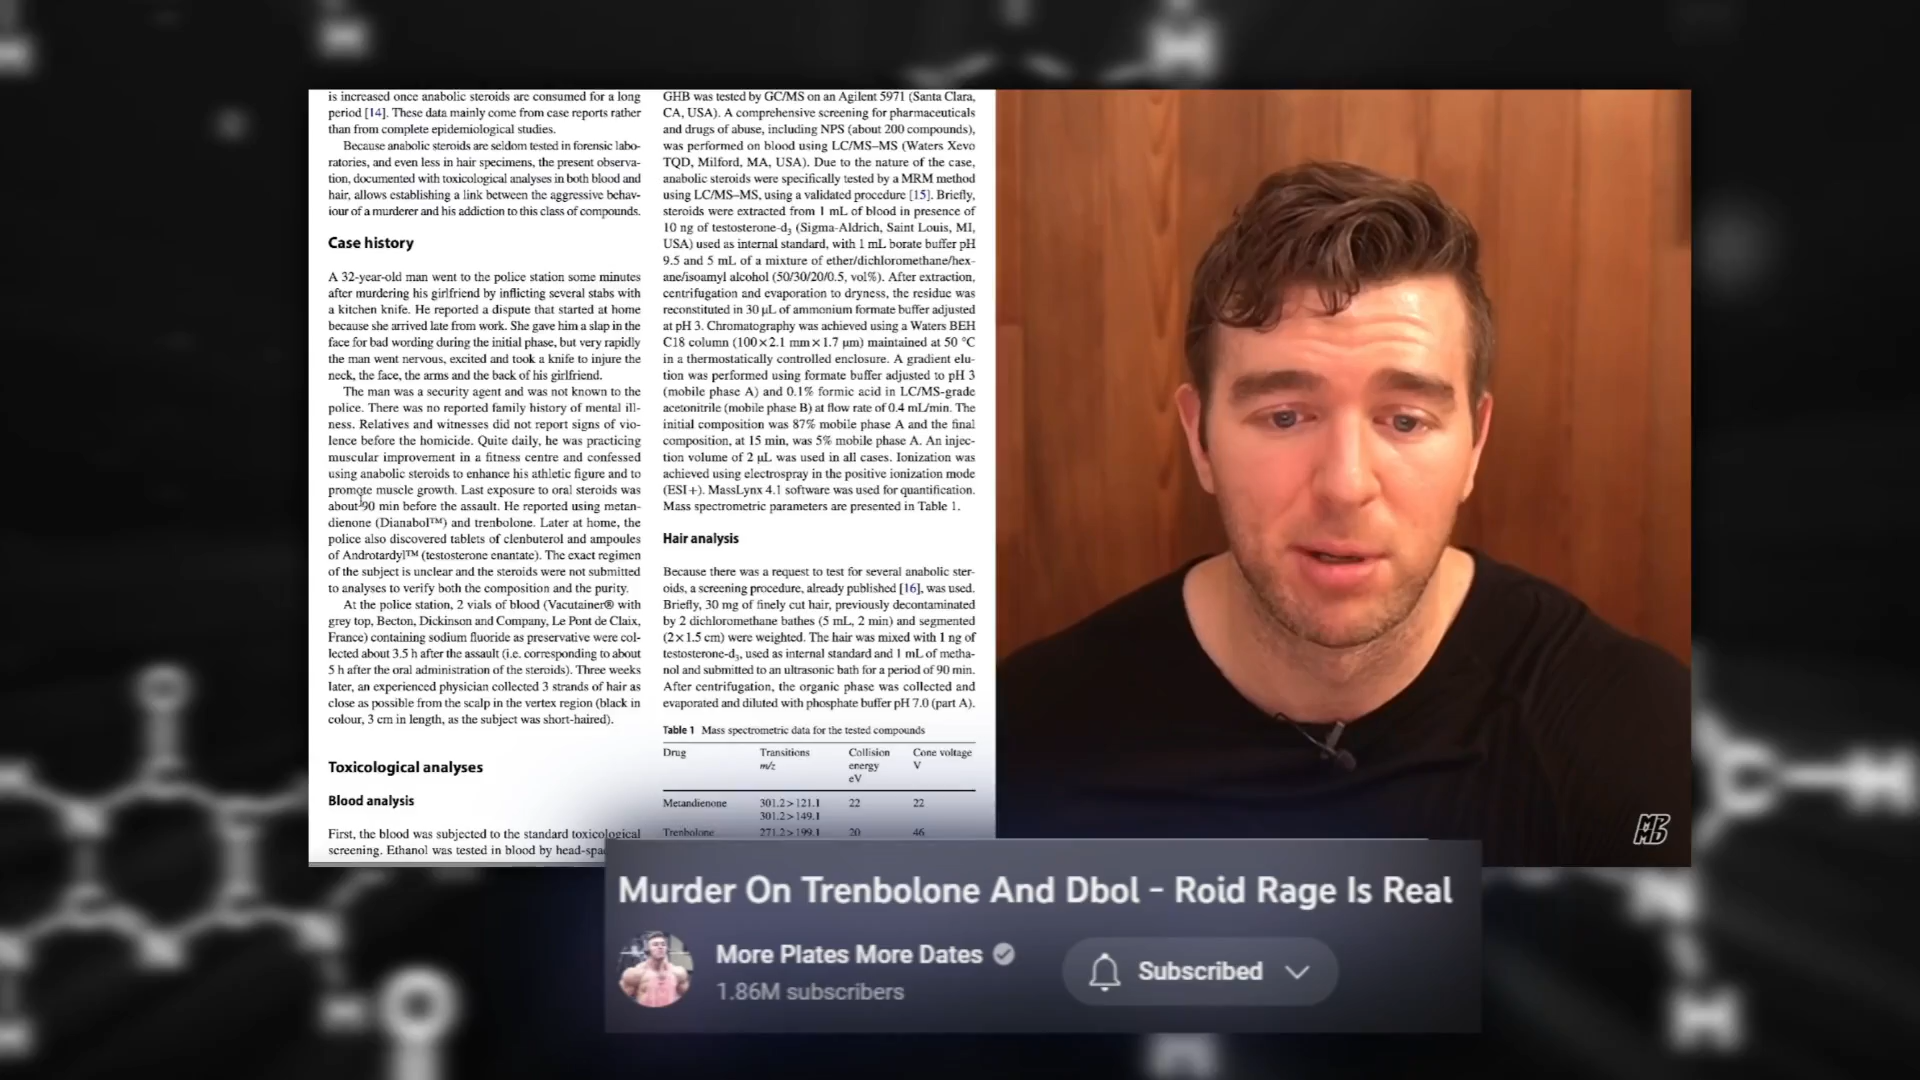 is increased once anabolic steroids are consumed for a long
period [14]. These data mainly come from case reports rather
than from complete epidemiological studies.
Because anabolic steroids are seldom tested in forensic labo-
ratories, and even less in hair specimens, the present observa-
tion, documented with toxicological analyses in both blood and
hair, allows establishing a link between the aggressive behav-
iour of a murderer and his addiction to this class of compounds.
Case history
A 32-year-old man went to the police station some minutes
after murdering his girlfriend by inflicting several stabs with
a kitchen knife. He reported a dispute that started at home
because she arrived late from work. She gave him a slap in the
face for bad wording during the initial phase, but very rapidly
the man went nervous, excited and took a knife to injure the
neck, the face, the arms and the back of his girlfriend.
The man was a security agent and was not known to the
police. There was no reported family history of mental ill-
ness. Relatives and witnesses did not report signs of vio-
lence before the homicide. Quite daily, he was practicing
muscular improvement in a fitness centre and confessed
using anabolic steroids to enhance his athletic figure and to
promote muscle growth. Last exposure to oral steroids was
about 90 min before the assault. He reported using metan-
dienone (Dianabol™) and trenbolone. Later at home, the
police also discovered tablets of clenbuterol and ampoules
of Androtardyl™ (testosterone enantate). The exact regimen
of the subject is unclear and the steroids were not submitted
to analyses to verify both the composition and the purity.
At the police station, 2 vials of blood (Vacutainer® with
grey top, Becton, Dickinson and Company, Le Pont de Claix,
France) containing sodium fluoride as preservative were col-
lected about 3.5 h after the assault (i.e. corresponding to about
5 h after the oral administration of the steroids). Three weeks
later, an experienced physician collected 3 strands of hair as
close as possible from the scalp in the vertex region (black in
colour, 3 cm in length, as the subject was short-haired).
Toxicological analyses
Blood analysis
First, the blood was subjected to the standard toxicological
screening. Ethanol was tested in blood by
GHB was tested by GC/MS on an Agilent 5971 (Santa Clara,
CA, USA). A comprehensive screening for pharmaceuticals
and drugs of abuse, including NPS (about 200 compounds),
was performed on blood using LC/MS–MS (Waters Xevo
TQD, Milford, MA, USA). Due to the nature of the case,
anabolic steroids were specifically tested by a MRM method
using LC/MS–MS, using a validated procedure [15]. Briefly,
steroids were extracted from 1 mL of blood in presence of
10 ng of testosterone-d3 (Sigma-Aldrich, Saint Louis, MI,
USA) used as internal standard, with 1 mL borate buffer pH
9.5 and 5 mL of a mixture of ether/dichloromethane/hex-
ane/isoamyl alcohol (50/30/20/0.5, vol%). After extraction,
centrifugation and evaporation to dryness, the residue was
reconstituted in 30 µL of ammonium formate buffer adjusted
at pH 3. Chromatography was achieved using a Waters BEH
C18 column (100×2.1 mm×1.7 µm) maintained at 50 °C
in a thermostatically controlled enclosure. A gradient elu-
tion was performed using formate buffer adjusted to pH 3
(mobile phase A) and 0.1% formic acid in LC/MS-grade
acetonitrile (mobile phase B) at flow rate of 0.4 mL/min. The
initial composition was 87% mobile phase A and the final
composition, at 15 min, was 5% mobile phase A. An injec-
tion volume of 2 µL was used in all cases. Ionization was
achieved using electrospray in the positive ionization mode
(ESI+). MassLynx 4.1 software was used for quantification.
Mass spectrometric parameters are presented in Table 1.
Hair analysis
Because there was a request to test for several anabolic ster-
oids, a screening procedure, already published [16], was used.
Briefly, 30 mg of finely cut hair, previously decontaminated
by 2 dichloromethane bathes (5 mL, 2 min) and segmented
(2×1.5 cm) were weighted. The hair was mixed with 1 ng of
testosterone-d3, used as internal standard and 1 mL of metha-
nol and submitted to an ultrasonic bath for a period of 90 min.
After centrifugation, the organic phase was collected and
evaporated and diluted with phosphate buffer pH 7.0 (part A).
Table 1 Mass spectrometric data for the tested compounds
Drug Transitions Collision Cone voltage
m/z energy V
eV
Metandienone 301.2>121.1 22 22
301.2>149.1
Trenbolone 271.2>199.1 20 46
MPMD
Murder On Trenbolone And Dbol - Roid Rage Is Real
More Plates More Dates
1.86M subscribers
Subscribed
H
H
H
H
H
H
O
H
H
H